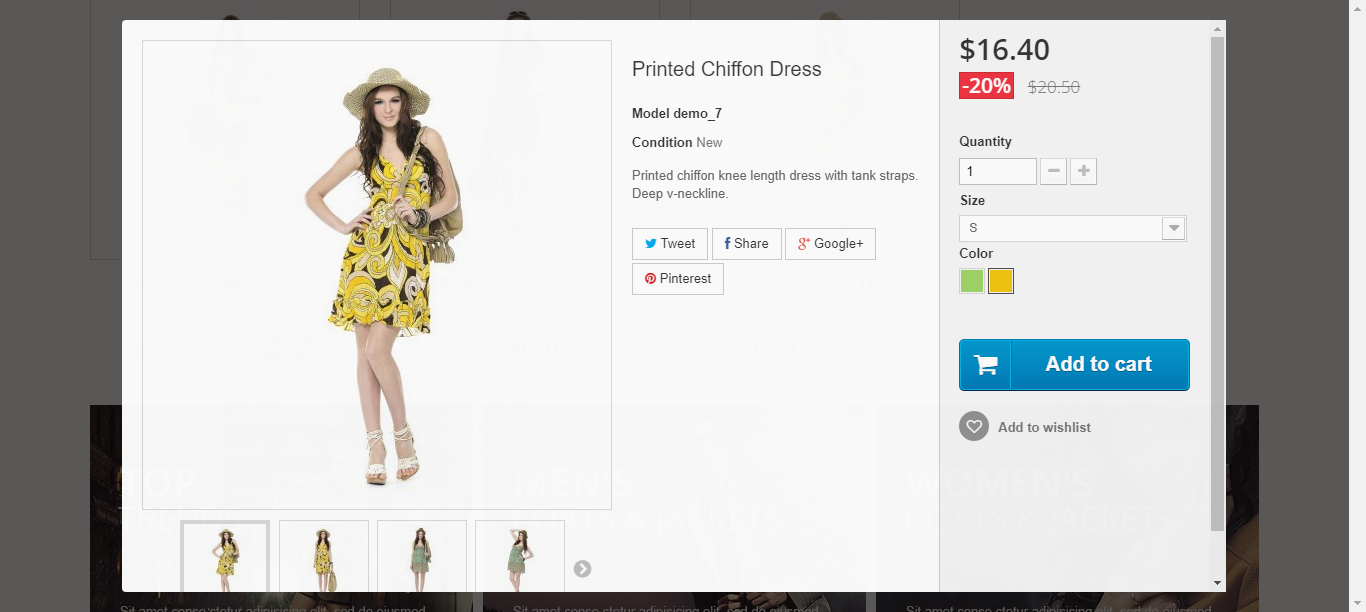 Printed Chiffon Dress
Model demo_7
Condition New
Printed chiffon knee length dress with tank straps.
Deep v-neckline.
Tweet
Share
Google+
Pinterest
$16.40
-20% $20.50
Quantity
1
Size
S
Color
Add to cart
Add to wishlist
TOP
TRENDS
MEN'S
COATS & JACKETS
WOMEN'S
COATS & JACKETS
Sit amet conse ctetur adipisicing elit, sed do eiusmod
Sit amet conse ctetur adipisicing elit, sed do eiusmod
Sit amet conse ctetur adipisicing elit, sed do eiusmod